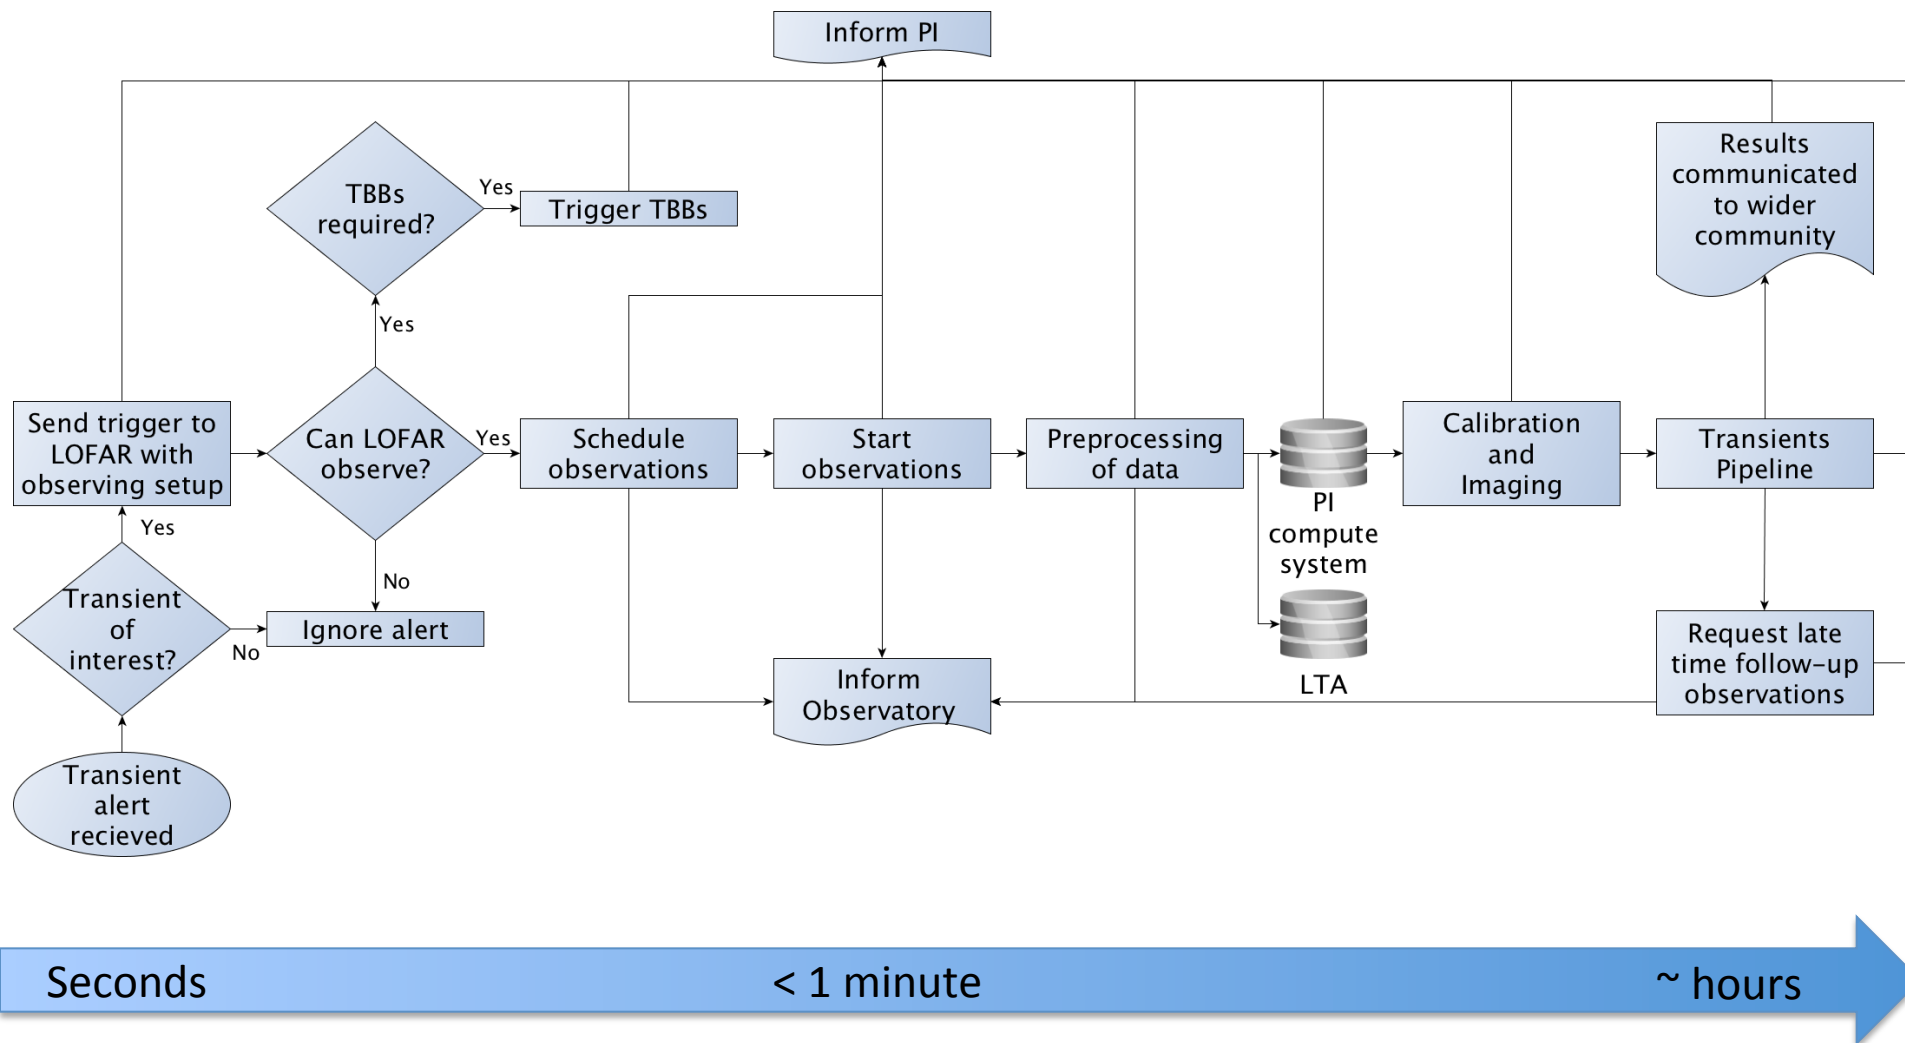 Inform PI
TBBs
required?
Yes
Trigger TBBs
Results
communicated
to wider
community
Yes
Send trigger to
LOFAR with
observing setup
Can LOFAR
observe?
Yes
Schedule
observations
Start
observations
Preprocessing
of data
PI
compute
system
Calibration
and
Imaging
Transients
Pipeline
Yes
No
Transient
of
interest?
No
Ignore alert
LTA
Inform
Observatory
Request late
time follow-up
observations
Transient
alert
recieved
Seconds
< 1 minute
~ hours